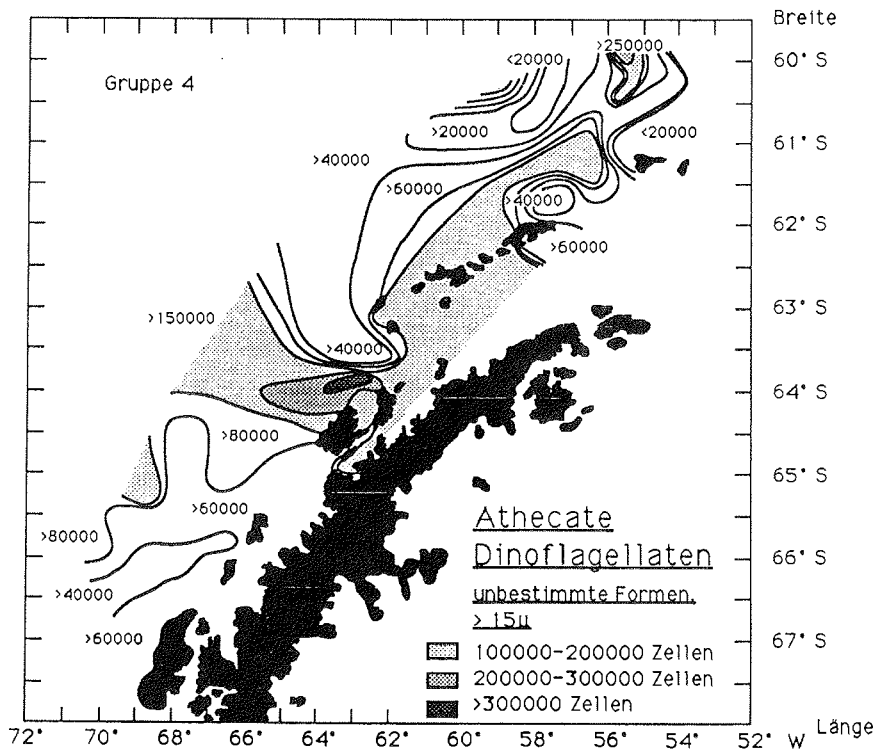 Breite
Gruppe 4
<20000
>250000
60° S
>20000
<20000
61° S
>40000
>60000
>40000
62° S
>60000
63° S
>150000
>40000
64° S
>80000
65° S
>60000
>80000
66° S
>40000
>60000
67° S
Athecate
Dinoflagellaten
unbestimmte Formen,
> 15µ
100000-200000 Zellen
200000-300000 Zellen
>300000 Zellen
72° 70° 68° 66° 64° 62° 60° 58° 56° 54° 52° W Länge